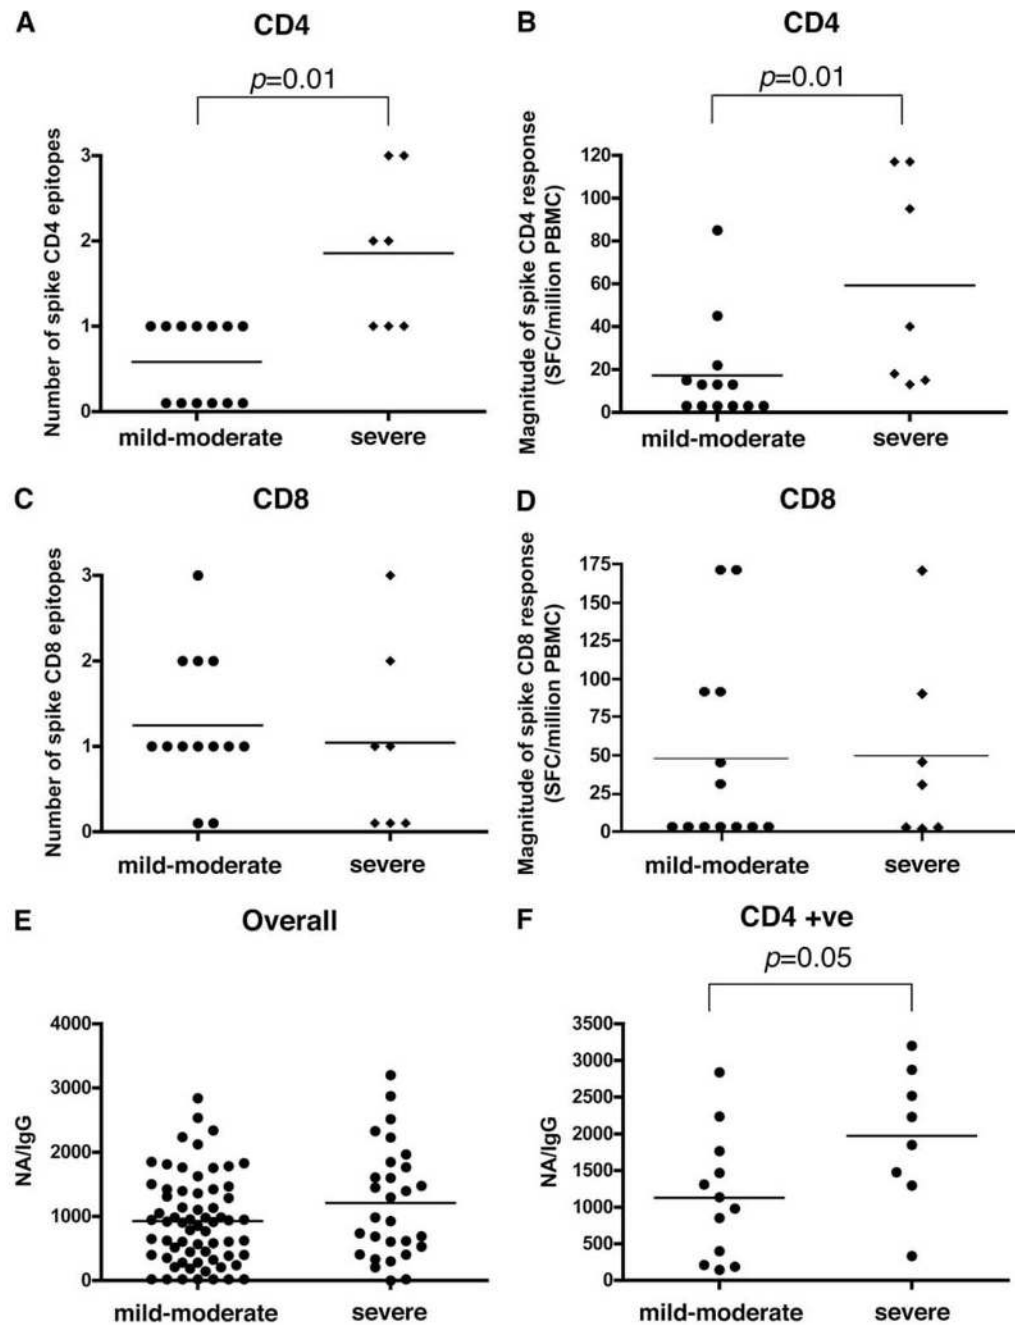 A
CD4
p=0.01
Number of spike CD4 epitopes
3
2
1
0
mild-moderate
severe
B
CD4
p=0.01
Magnitude of spike CD4 response
(SFC/million PBMC)
120
100
80
60
40
20
0
mild-moderate
severe
C
CD8
Number of spike CD8 epitopes
3
2
1
0
mild-moderate
severe
D
CD8
Magnitude of spike CD8 response
(SFC/million PBMC)
175
150
125
100
75
50
25
0
mild-moderate
severe
E
Overall
NA/IgG
4000
3000
2000
1000
0
mild-moderate
severe
F
CD4 +ve
p=0.05
NA/IgG
3500
3000
2500
2000
1500
1000
500
0
mild-moderate
severe